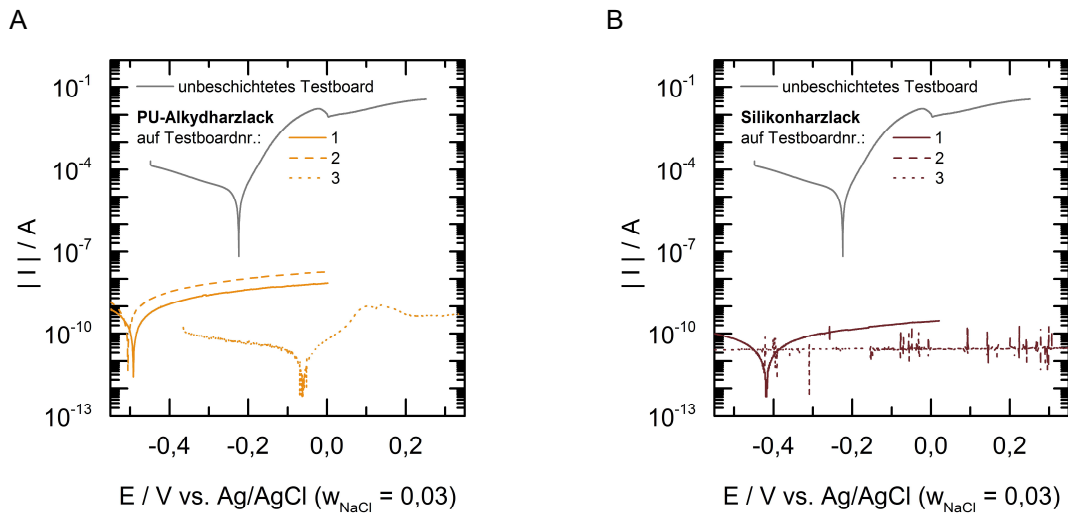 A
unbeschichtetes Testboard
PU-Alkydharzlack
auf Testboardnr.:
1
2
3
10⁻¹
10⁻⁴
10⁻⁷
10⁻¹⁰
10⁻¹³
| I | / A
-0,4
-0,2
0,0
0,2
E / V vs. Ag/AgCl (w_NaCl = 0,03)
B
unbeschichtetes Testboard
Silikonharzlack
auf Testboardnr.:
1
2
3
10⁻¹
10⁻⁴
10⁻⁷
10⁻¹⁰
10⁻¹³
| I | / A
-0,4
-0,2
0,0
0,2
E / V vs. Ag/AgCl (w_NaCl = 0,03)